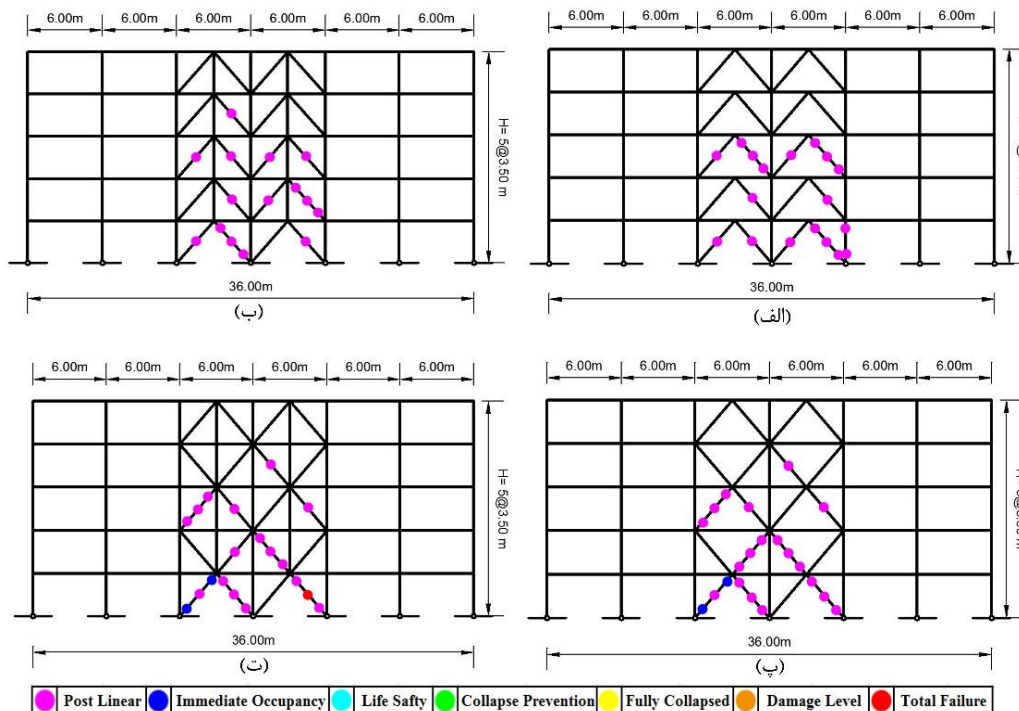 6.00m 6.00m 6.00m 6.00m 6.00m 6.00m
H= 5@3.50 m
36.00m
(ب)
6.00m 6.00m 6.00m 6.00m 6.00m 6.00m
36.00m
(الف)
6.00m 6.00m 6.00m 6.00m 6.00m 6.00m
H= 5@3.50 m
36.00m
(ت)
6.00m 6.00m 6.00m 6.00m 6.00m 6.00m
36.00m
(پ)
Post Linear Immediate Occupancy Life Safty Collapse Prevention Fully Collapsed Damage Level Total Failure